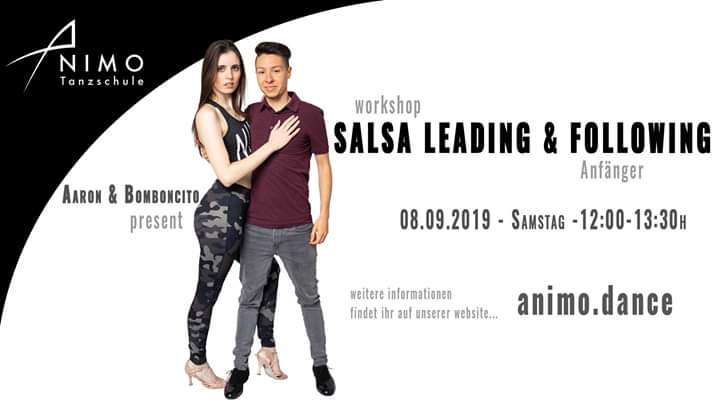 ANIMO
Tanzschule
AARON & BOMBONCITO
present
workshop
SALSA LEADING & FOLLOWING
Anfänger
08.09.2019 - SAMSTAG -12:00-13:30H
weitere informationen
findet ihr auf unserer website...
animo.dance